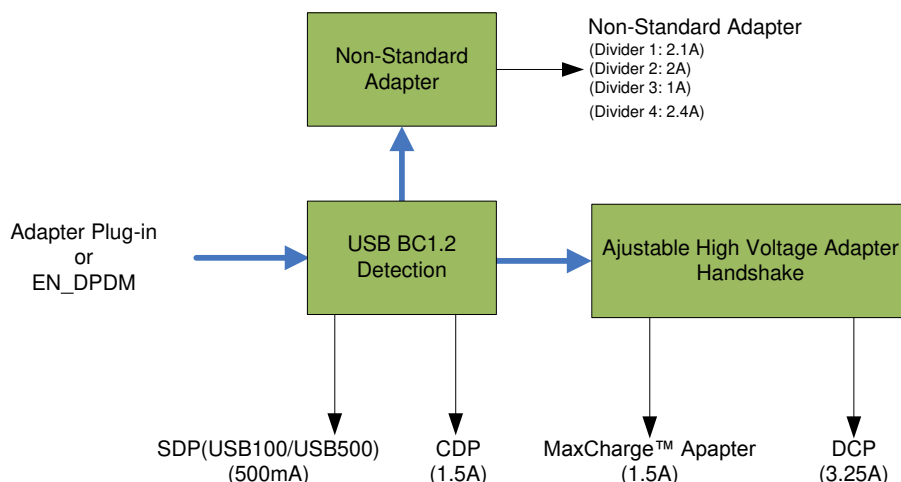 Non-Standard
Adapter
Non-Standard Adapter
(Divider 1: 2.1A)
(Divider 2: 2A)
(Divider 3: 1A)
(Divider 4: 2.4A)
Adapter Plug-in
or
EN_DPDM
USB BC1.2
Detection
Ajustable High Voltage Adapter
Handshake
SDP(USB100/USB500)
(500mA)
CDP
(1.5A)
MaxCharge™ Apapter
(1.5A)
DCP
(3.25A)